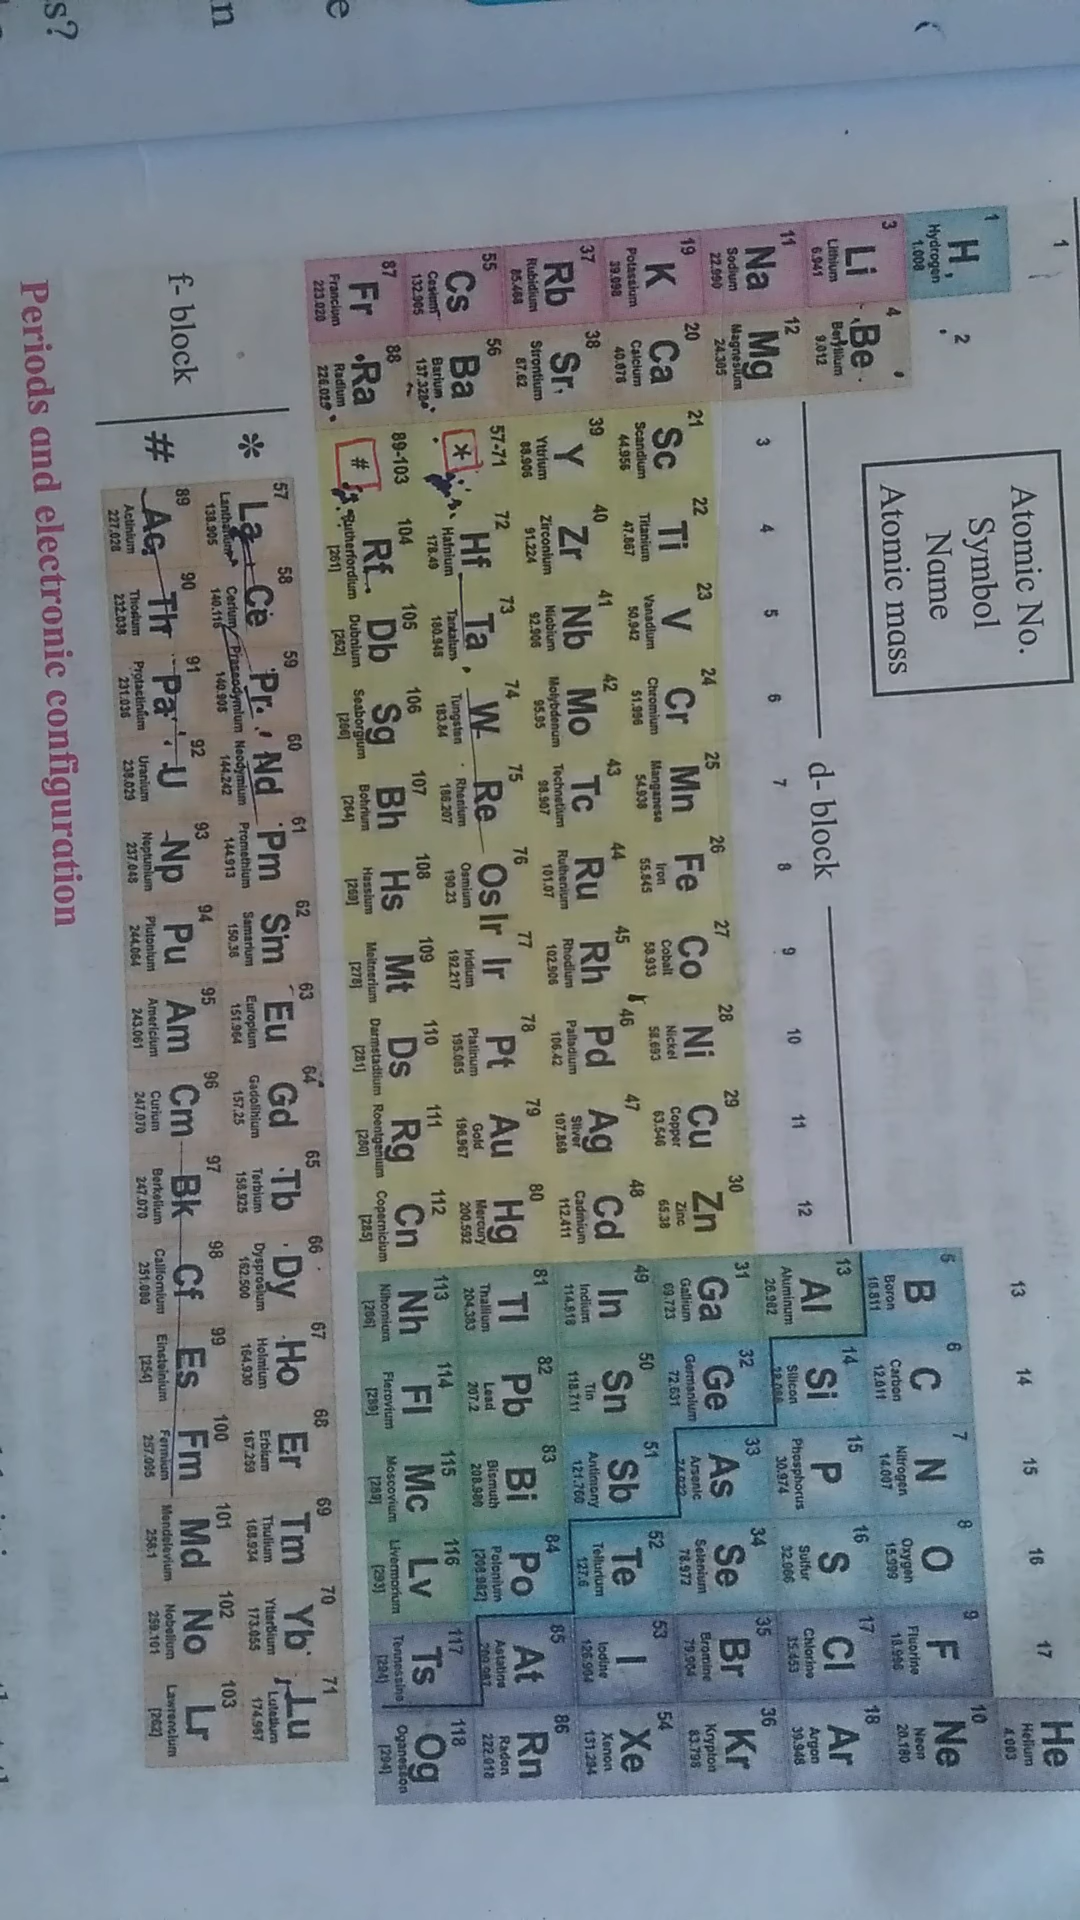 s?
n
e
1
2
Atomic No.
Symbol
Name
Atomic mass
13 14 15 16 17
1 H Hydrogen 1.008
He Helium 4.003
3 Li Lithium 6.941
4 Be Beryllium 9.012
5 B Boron 10.811
6 C Carbon 12.011
7 N Nitrogen 14.007
8 O Oxygen 15.999
9 F Fluorine 18.998
10 Ne Neon 20.180
d- block
11 Na Sodium 22.990
12 Mg Magnesium 24.305
3 4 5 6 7 8 9 10 11 12
13 Al Aluminum 26.982
14 Si Silicon 28.086
15 P Phosphorus 30.974
16 S Sulfur 32.066
17 Cl Chlorine 35.453
18 Ar Argon 39.948
19 K Potassium 39.098
20 Ca Calcium 40.078
21 Sc Scandium 44.956
22 Ti Titanium 47.867
23 V Vanadium 50.942
24 Cr Chromium 51.996
25 Mn Manganese 54.938
26 Fe Iron 55.845
27 Co Cobalt 58.933
28 Ni Nickel 58.693
29 Cu Copper 63.546
30 Zn Zinc 65.39
31 Ga Gallium 69.723
32 Ge Germanium 72.631
33 As Arsenic 74.922
34 Se Selenium 78.972
35 Br Bromine 79.904
36 Kr Krypton 83.798
37 Rb Rubidium 85.468
38 Sr Strontium 87.62
39 Y Yttrium 88.906
40 Zr Zirconium 91.224
41 Nb Niobium 92.906
42 Mo Molybdenum 95.95
43 Tc Technetium 98.907
44 Ru Ruthenium 101.07
45 Rh Rhodium 102.906
46 Pd Palladium 106.42
47 Ag Silver 107.868
48 Cd Cadmium 112.411
49 In Indium 114.818
50 Sn Tin 118.711
51 Sb Antimony 121.760
52 Te Tellurium 127.6
53 I Iodine 126.904
54 Xe Xenon 131.294
55 Cs Cesium 132.905
56 Ba Barium 137.328
57-71 *
72 Hf Hafnium 178.49
73 Ta Tantalum 180.948
74 W Tungsten 183.84
75 Re Rhenium 186.207
76 Os Osmium 190.23
Ir
77 Ir Iridium 192.217
78 Pt Platinum 195.085
79 Au Gold 196.967
80 Hg Mercury 200.592
81 Tl Thallium 204.383
82 Pb Lead 207.2
83 Bi Bismuth 208.980
84 Po Polonium [208.982]
85 At Astatine 209.987
86 Rn Radon 222.018
87 Fr Francium 223.020
88 Ra Radium 226.025
89-103 #
104 Rf Rutherfordium [261]
105 Db Dubnium [262]
106 Sg Seaborgium [266]
107 Bh Bohrium [264]
108 Hs Hassium [269]
109 Mt Meitnerium [278]
110 Ds Darmstadtium [281]
111 Rg Roentgenium [280]
112 Cn Copernicium [285]
113 Nh Nihomium [286]
114 Fl Flerovium [289]
115 Mc Moscovium [289]
116 Lv Livermorium [293]
117 Ts Tennessine [294]
118 Og Oganesson [294]
f- block
*
57 La Lanthanum 138.905
58 Ce Cerium 140.116
59 Pr Praseodymium 140.908
60 Nd Neodymium 144.242
61 Pm Promethium 144.913
62 Sm Samarium 150.36
63 Eu Europium 151.964
64 Gd Gadolinium 157.25
65 Tb Terbium 158.925
66 Dy Dysprosium 162.500
67 Ho Holmium 164.930
68 Er Erbium 167.259
69 Tm Thulium 168.934
70 Yb Ytterbium 173.055
71 Lu Lutetium 174.967
#
89 Ac Actinium 227.028
90 Th Thorium 232.038
91 Pa Protactinium 231.036
92 U Uranium 238.029
93 Np Neptunium 237.048
94 Pu Plutonium 244.064
95 Am Americium 243.061
96 Cm Curium 247.070
97 Bk Berkelium 247.070
98 Cf Californium 251.080
99 Es Einsteinium [254]
100 Fm Fermium 257.095
101 Md Mendelevium 258.1
102 No Nobelium 259.101
103 Lr Lawrencium [262]
Periods and electronic configuration